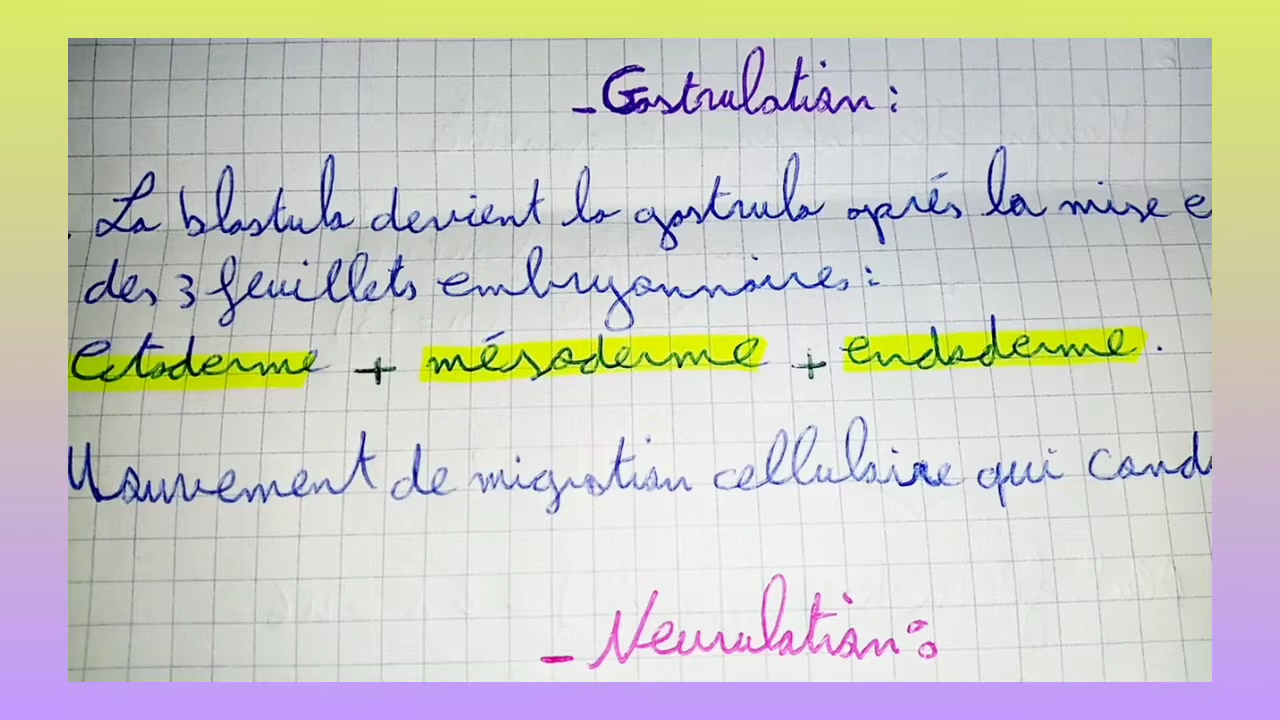 - Gastrulation :
. La blastula devient la gastrula aprés la mise e
des 3 feuillets embryonnaires :
Ectoderme + mésoderme + endoderme .
Mouvement de migration cellulaire qui cond
- Neurulation :